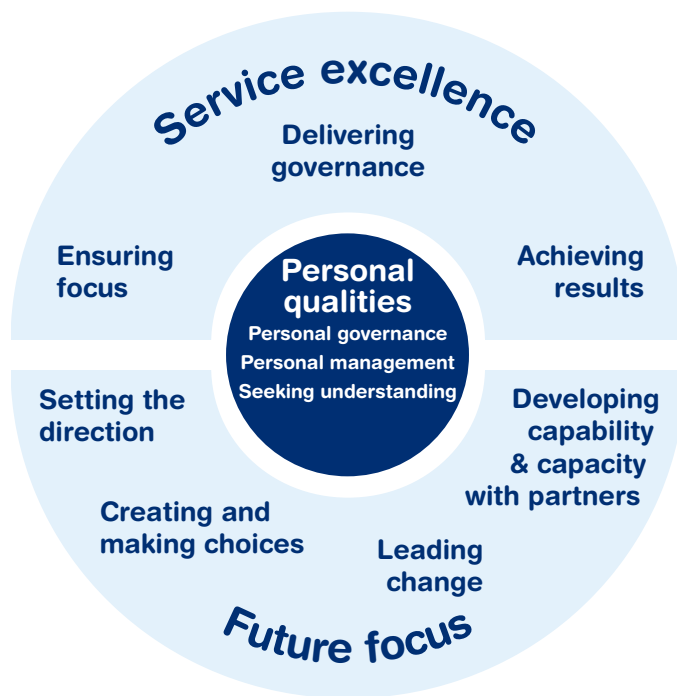 Service excellence
Delivering
governance
Ensuring
focus
Achieving
results
Personal
qualities
Personal governance
Personal management
Seeking understanding
Setting the
direction
Developing
capability
& capacity
with partners
Creating and
making choices
Leading
change
Future focus